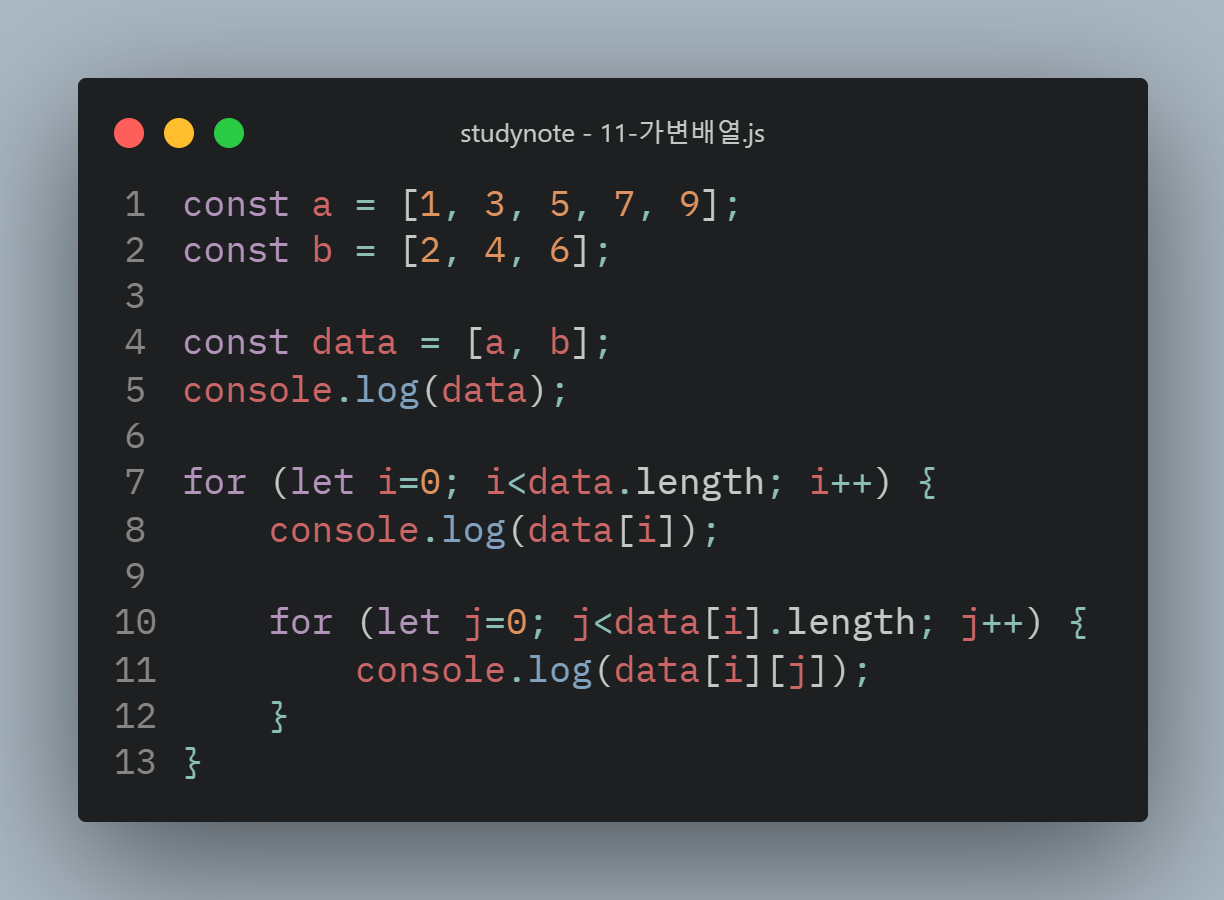 studynote - 11-가변배열.js
1 const a = [1, 3, 5, 7, 9];
2 const b = [2, 4, 6];
3
4 const data = [a, b];
5 console.log(data);
6
7 for (let i=0; i<data.length; i++) {
8     console.log(data[i]);
9
10     for (let j=0; j<data[i].length; j++) {
11         console.log(data[i][j]);
12     }
13 }